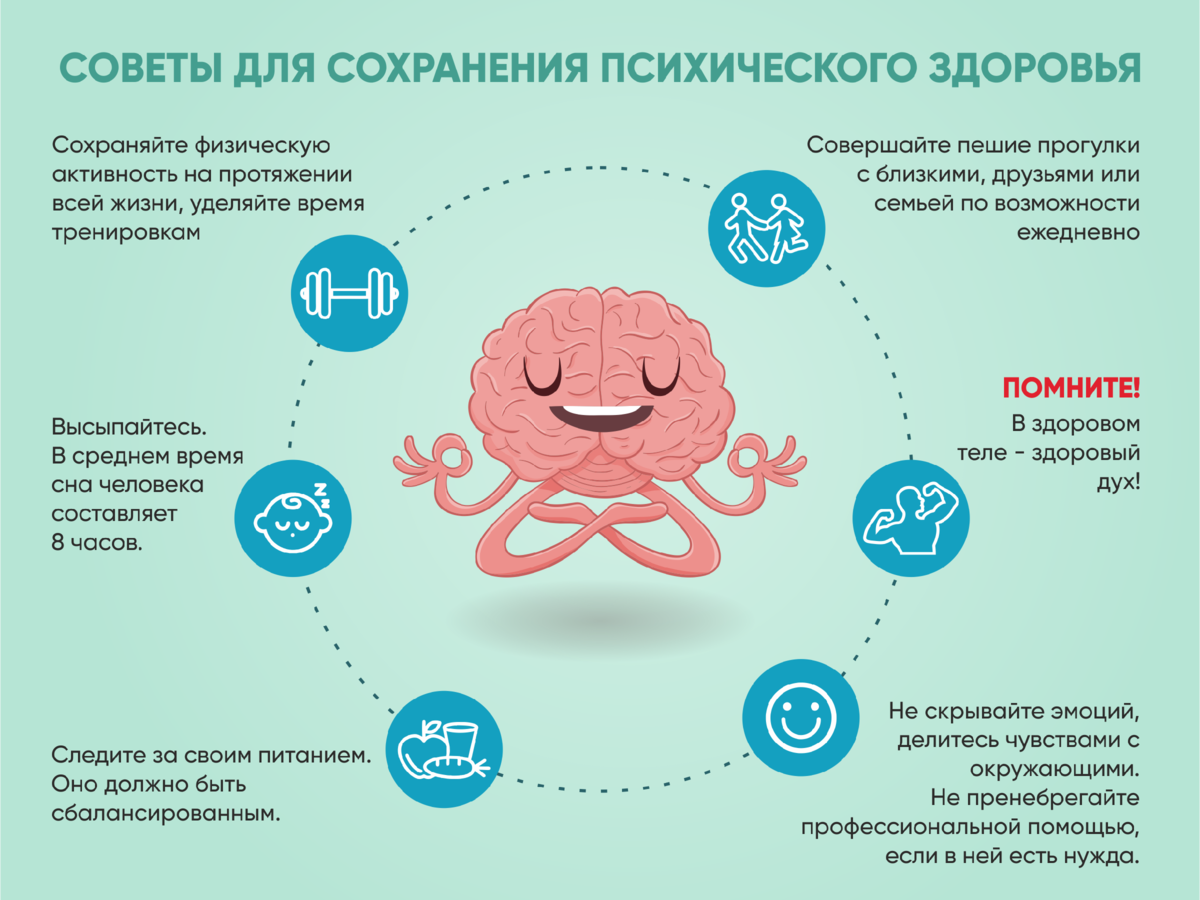 СОВЕТЫ ДЛЯ СОХРАНЕНИЯ ПСИХИЧЕСКОГО ЗДОРОВЬЯ
Сохраняйте физическую
активность на протяжении
всей жизни, уделяйте время
тренировкам
Совершайте пешие прогулки
с близкими, друзьями или
семьей по возможности
ежедневно
Высыпайтесь.
В среднем время
сна человека
составляет
8 часов.
z
z
ПОМНИТЕ!
В здоровом
теле - здоровый
дух!
Следите за своим питанием.
Оно должно быть
сбалансированным.
Не скрывайте эмоций,
делитесь чувствами с
окружающими.
Не пренебрегайте
профессиональной помощью,
если в ней есть нужда.